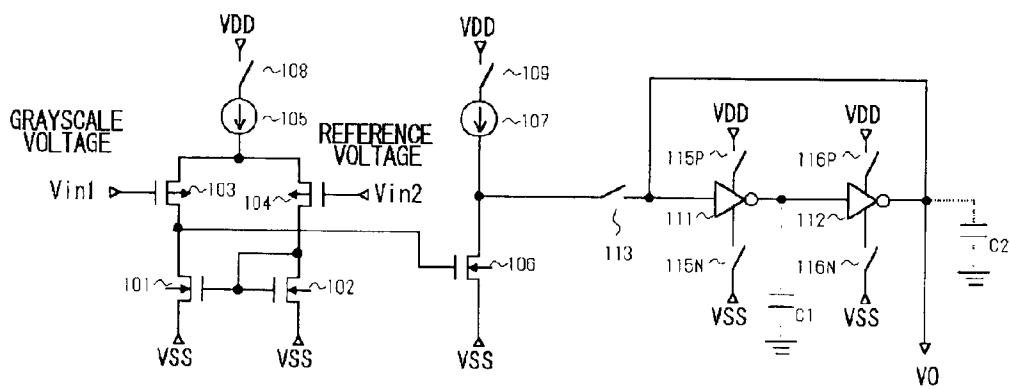 VDD
VDD
108
109
GRAYSCALE
VOLTAGE
105
REFERENCE
VOLTAGE
107
VDD
VDD
115P
116P
Vin1
103
104
Vin2
111
112
113
106
115N
116N
C2
101
102
C1
VSS
VSS
VSS
VSS
VSS
VO